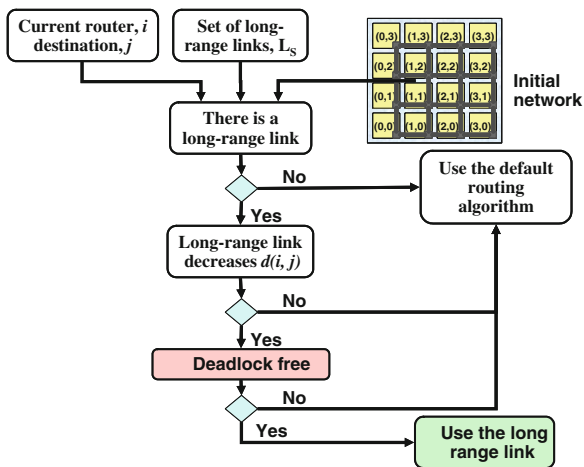 Current router, i
destination, j
Set of long-
range links, L_S
(0,3) (1,3) (2,3) (3,3)
(0,2) (1,2) (2,2) (3,2)
(0,1) (1,1) (2,1) (3,1)
(0,0) (1,0) (2,0) (3,0)
Initial
network
There is a
long-range link
No
Use the default
routing
algorithm
Yes
Long-range link
decreases d(i, j)
No
Yes
Deadlock free
No
Yes
Use the long
range link